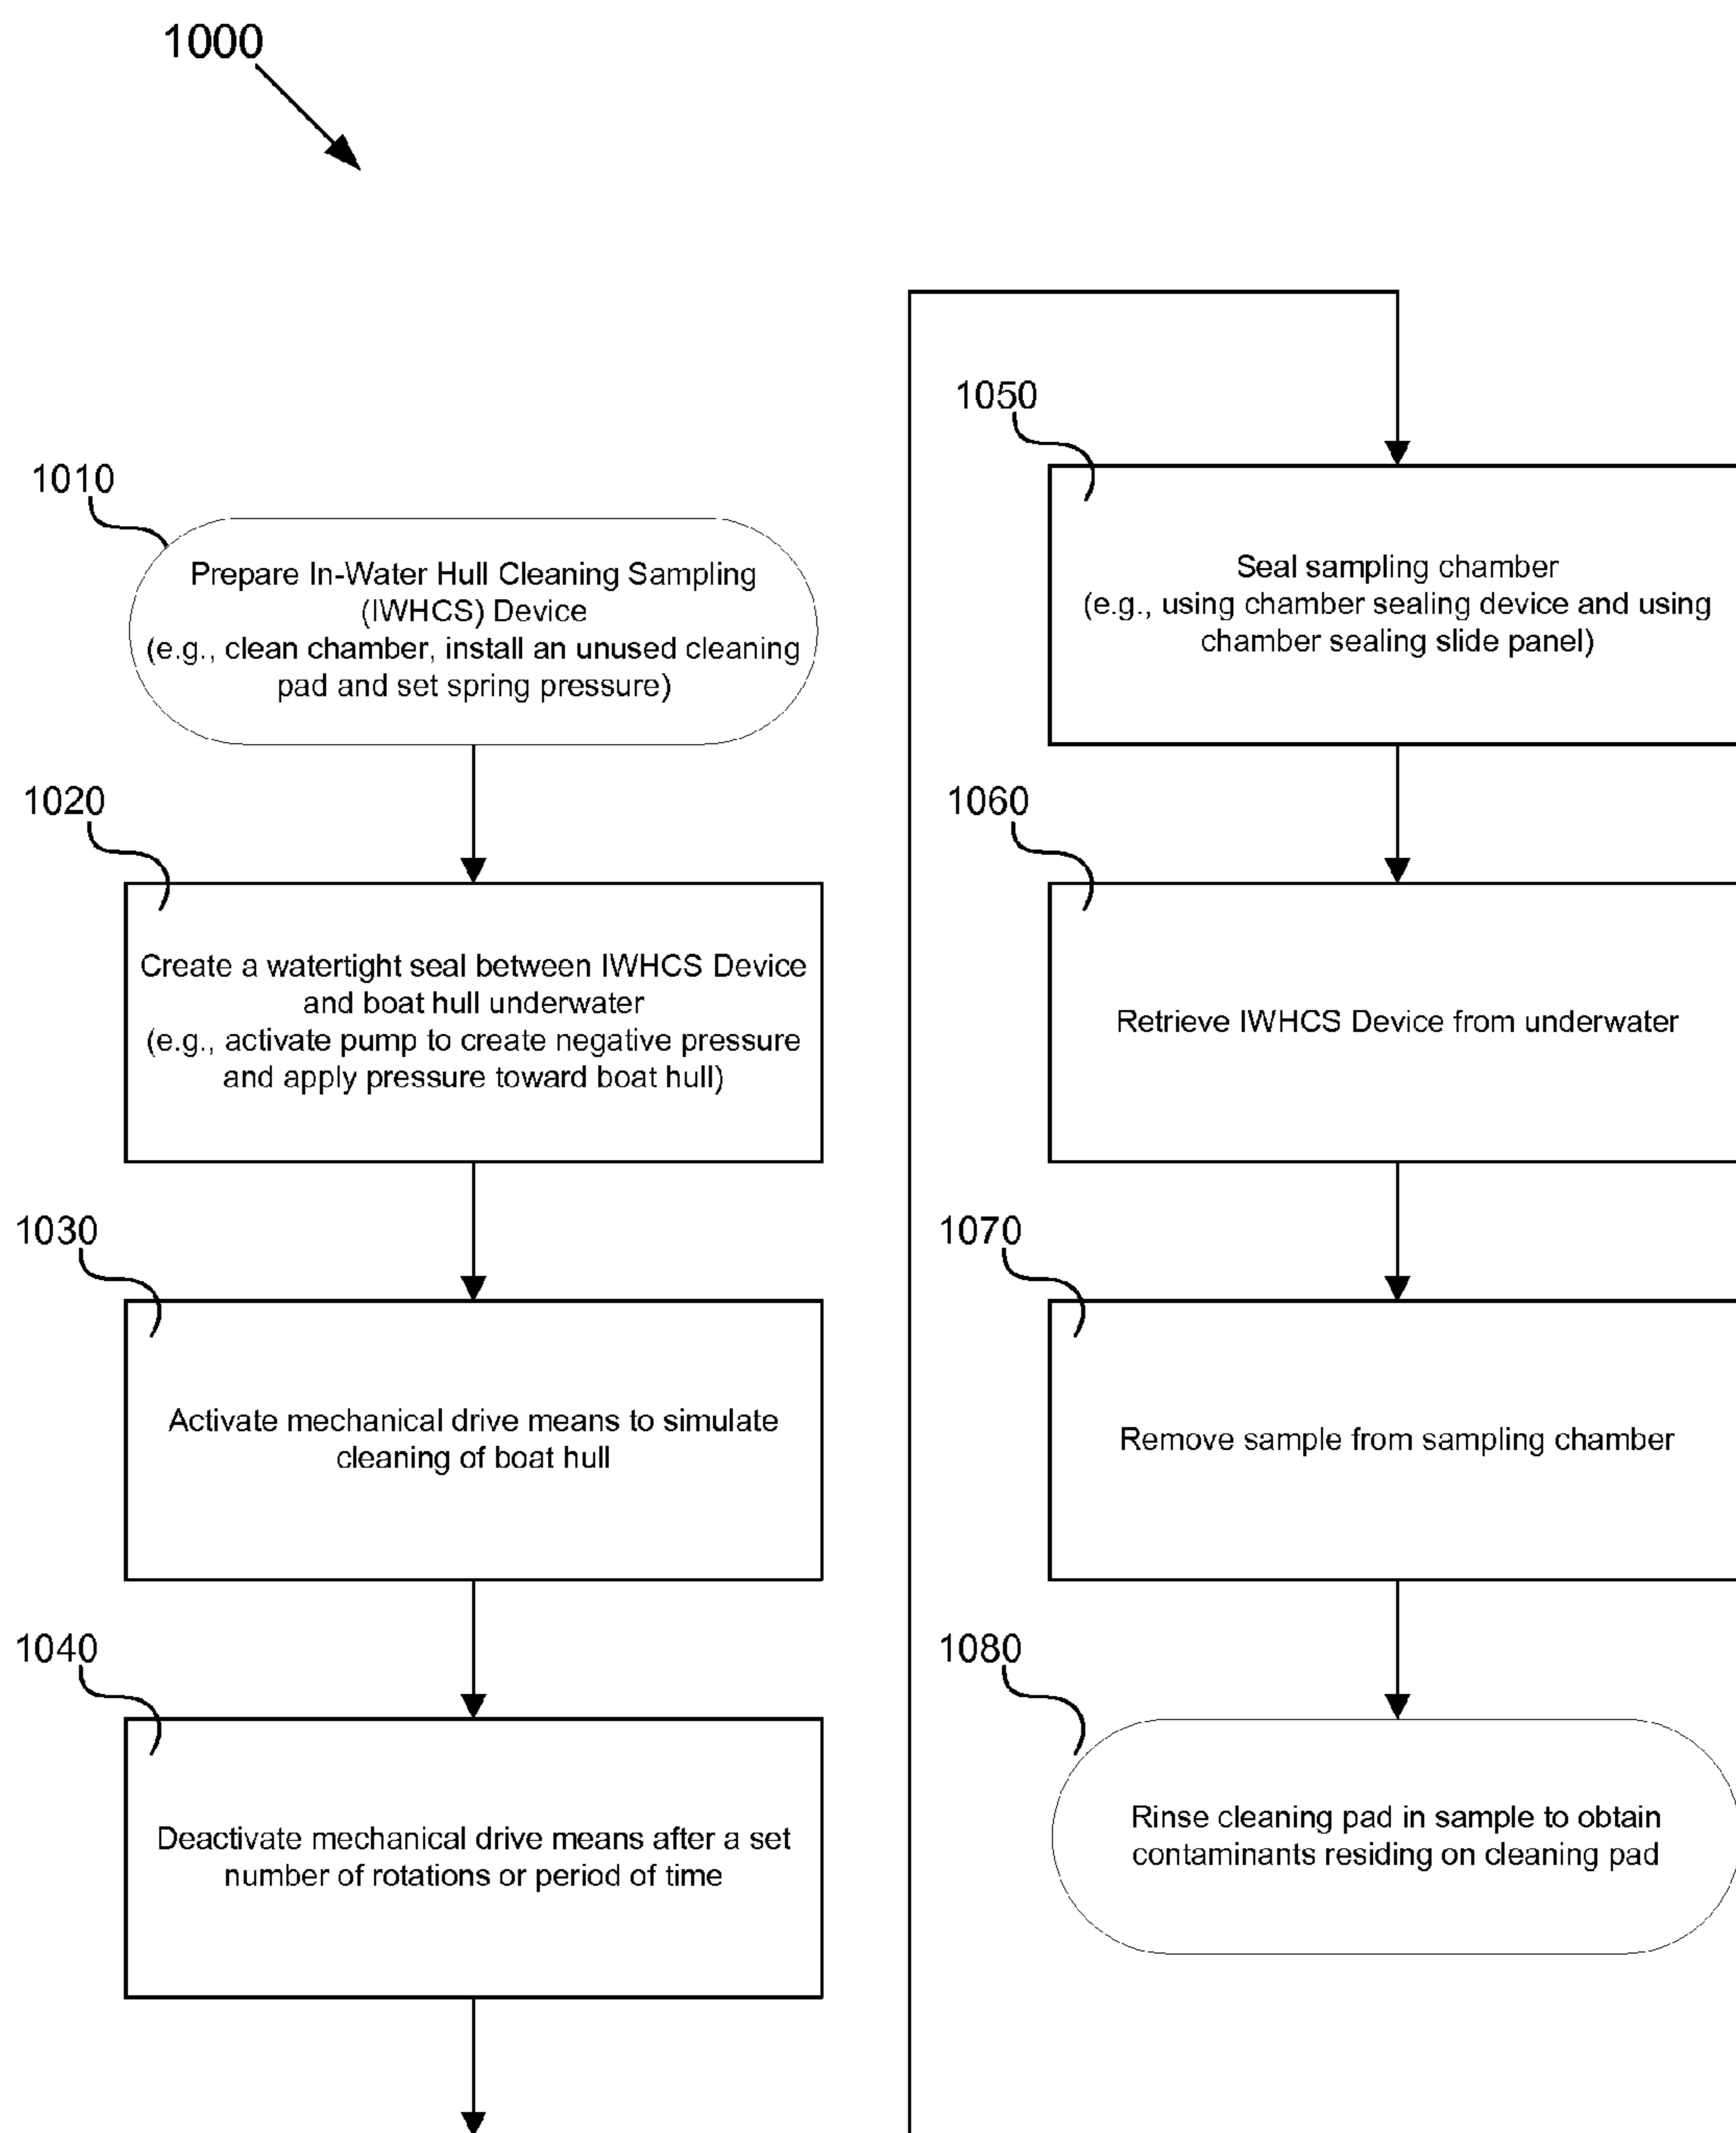 1000
1010
Prepare In-Water Hull Cleaning Sampling
(IWHCS) Device
(e.g., clean chamber, install an unused cleaning
pad and set spring pressure)
1020
Create a watertight seal between IWHCS Device
and boat hull underwater
(e.g., activate pump to create negative pressure
and apply pressure toward boat hull)
1030
Activate mechanical drive means to simulate
cleaning of boat hull
1040
Deactivate mechanical drive means after a set
number of rotations or period of time
1050
Seal sampling chamber
(e.g., using chamber sealing device and using
chamber sealing slide panel)
1060
Retrieve IWHCS Device from underwater
1070
Remove sample from sampling chamber
1080
Rinse cleaning pad in sample to obtain
contaminants residing on cleaning pad